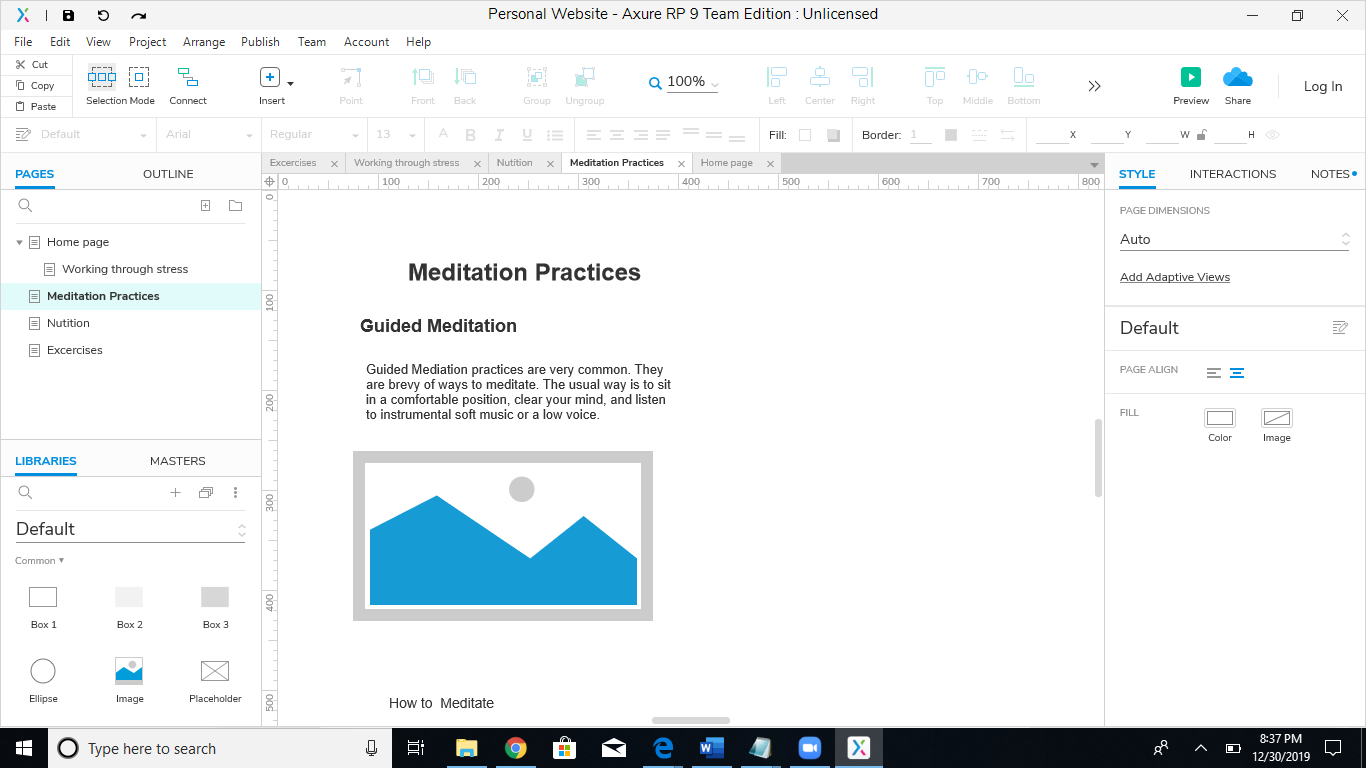 Personal Website - Axure RP 9 Team Edition : Unlicensed
File Edit View Project Arrange Publish Team Account Help
Cut
Copy
Paste
Selection Mode
Connect
Insert
Point
Front
Back
Group
Ungroup
100%
Left
Center
Right
Top
Middle
Bottom
Preview
Share
Log In
Default
Arial
Regular
13
A B I U
Fill:
Border: 1
X
Y
W
H
PAGES OUTLINE
Home page
Working through stress
Meditation Practices
Nutition
Excercises
LIBRARIES MASTERS
Default
Common
Box 1
Box 2
Box 3
Ellipse
Image
Placeholder
Excercises
Working through stress
Nutition
Meditation Practices
Home page
0 100 200 300 400 500 600 700 800
0
100
200
300
400
500
Meditation Practices
Guided Meditation
Guided Mediation practices are very common. They
are brevy of ways to meditate. The usual way is to sit
in a comfortable position, clear your mind, and listen
to instrumental soft music or a low voice.
How to  Meditate
STYLE INTERACTIONS NOTES
PAGE DIMENSIONS
Auto
Add Adaptive Views
Default
PAGE ALIGN
FILL
Color
Image
Type here to search
8:37 PM
12/30/2019